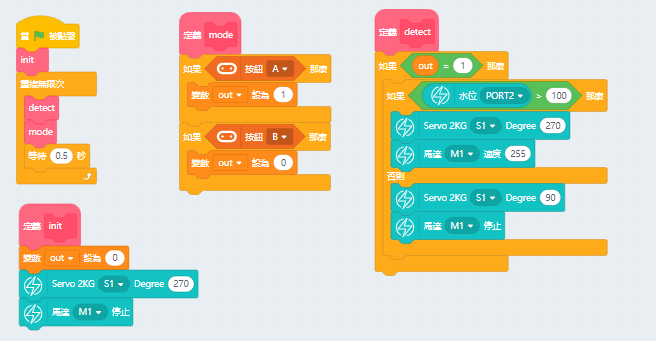 當 被點擊
init
重複無限次
detect
mode
等待 0.5 秒
定義 mode
如果 按鈕 A 那麼
變數 out 設為 1
如果 按鈕 B 那麼
變數 out 設為 0
定義 detect
如果 out = 1 那麼
如果 水位 PORT2 > 100 那麼
Servo 2KG S1 Degree 270
馬達 M1 速度 255
否則
Servo 2KG S1 Degree 90
馬達 M1 停止
定義 init
變數 out 設為 0
Servo 2KG S1 Degree 270
馬達 M1 停止